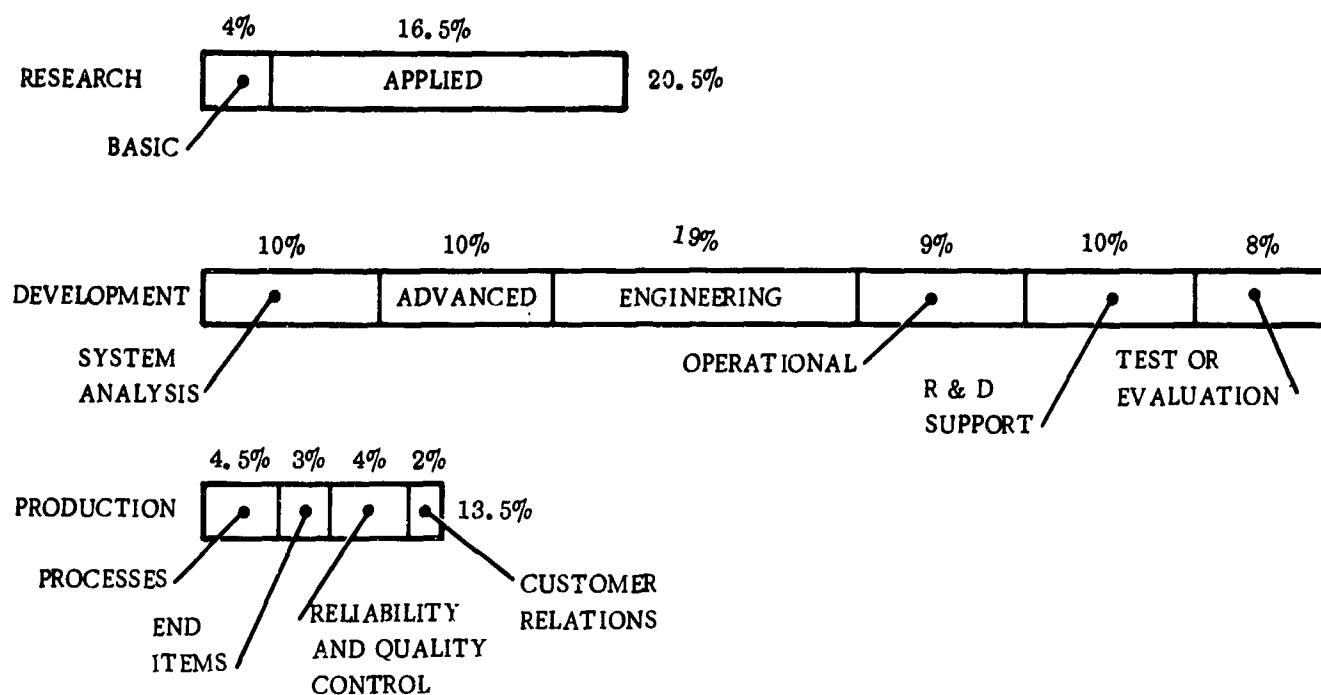 4% 16.5%
RESEARCH APPLIED 20.5%
BASIC
10% 10% 19% 9% 10% 8%
DEVELOPMENT ADVANCED ENGINEERING
SYSTEM
ANALYSIS
OPERATIONAL
R & D
SUPPORT
TEST OR
EVALUATION
4.5% 3% 4% 2%
PRODUCTION 13.5%
PROCESSES
END
ITEMS
RELIABILITY
AND QUALITY
CONTROL
CUSTOMER
RELATIONS